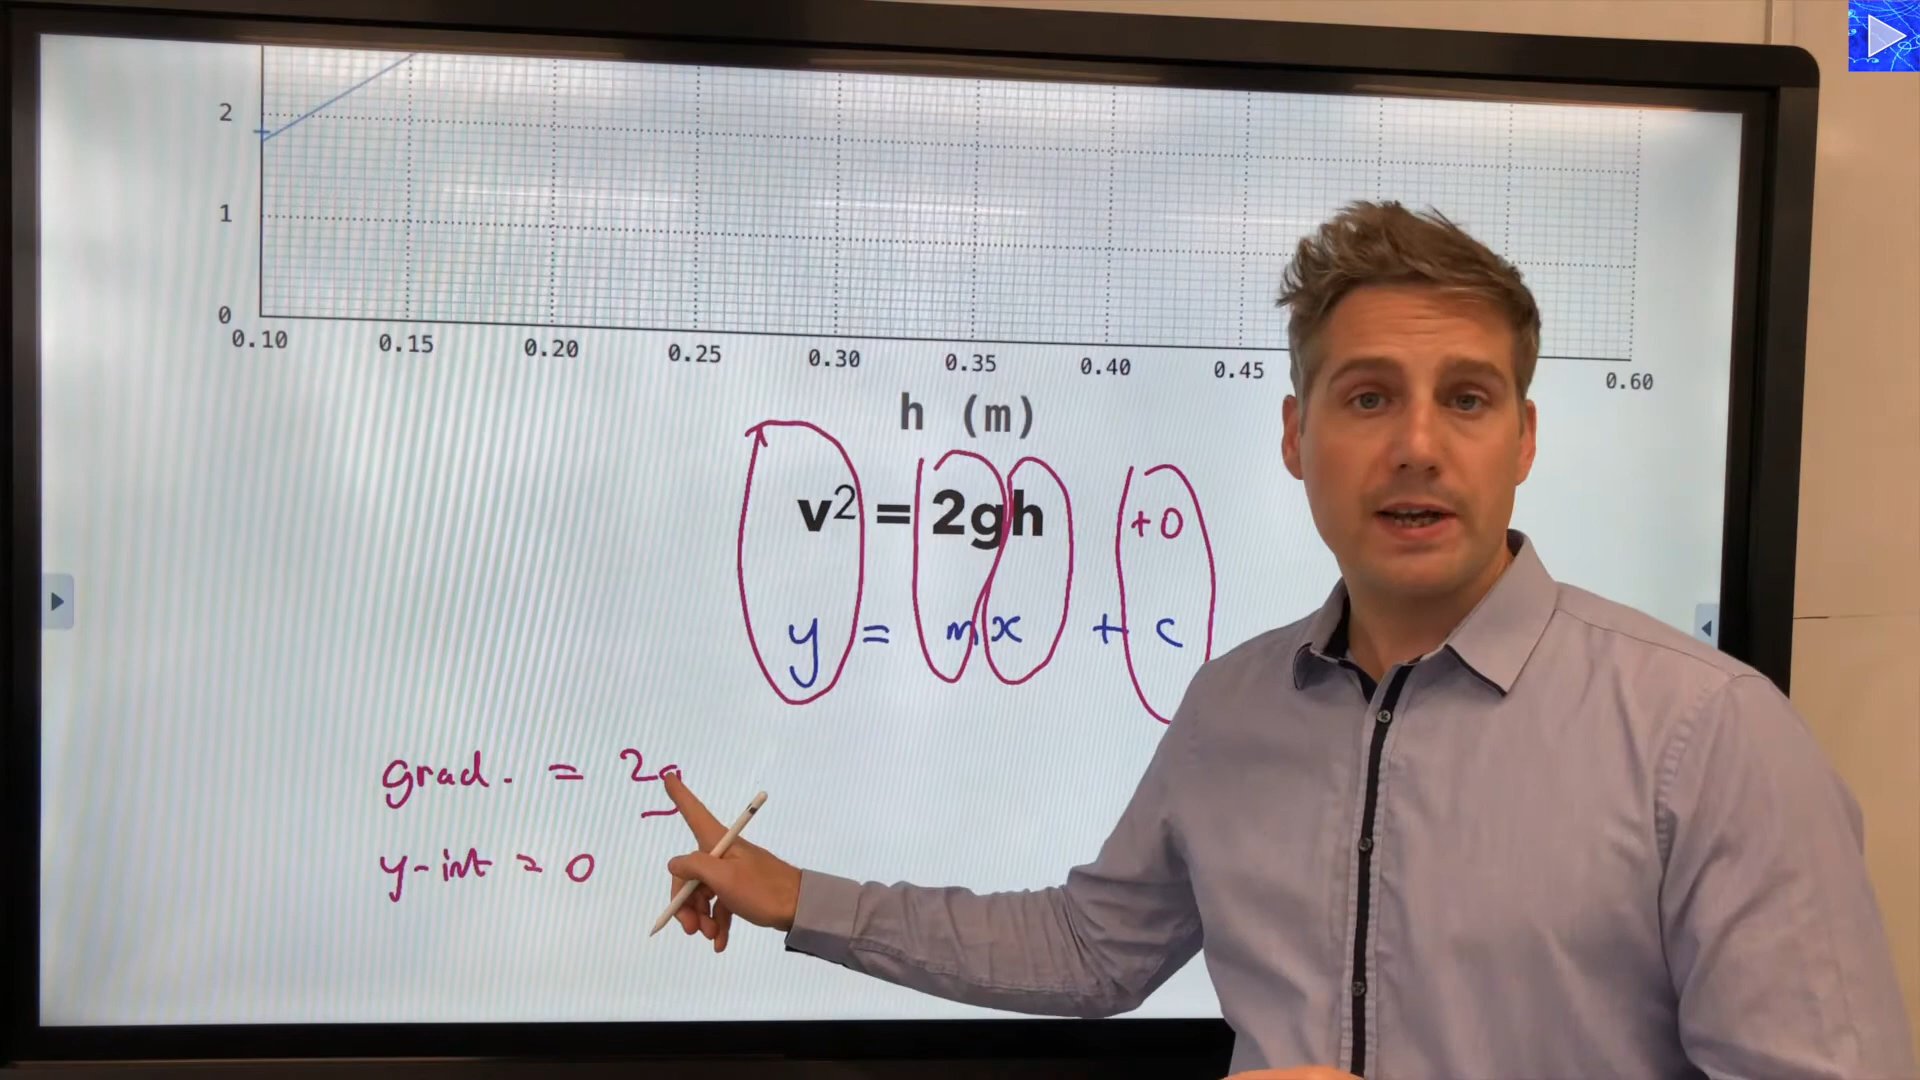 2
1
0
0.10 0.15 0.20 0.25 0.30 0.35 0.40 0.45 0.60
h (m)
v² = 2gh +0
y = mx + c
grad. = 2g
y-int = 0